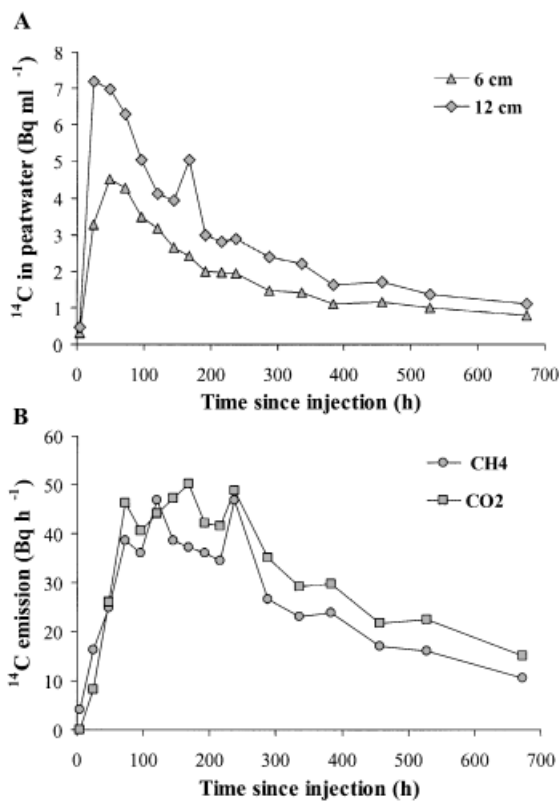 A
8
7
6
5
4
3
2
1
0
¹⁴C in peatwater (Bq ml ⁻¹)
6 cm
12 cm
0 100 200 300 400 500 600 700
Time since injection (h)
B
60
50
40
30
20
10
0
¹⁴C emission (Bq h ⁻¹)
CH4
CO2
0 100 200 300 400 500 600 700
Time since injection (h)